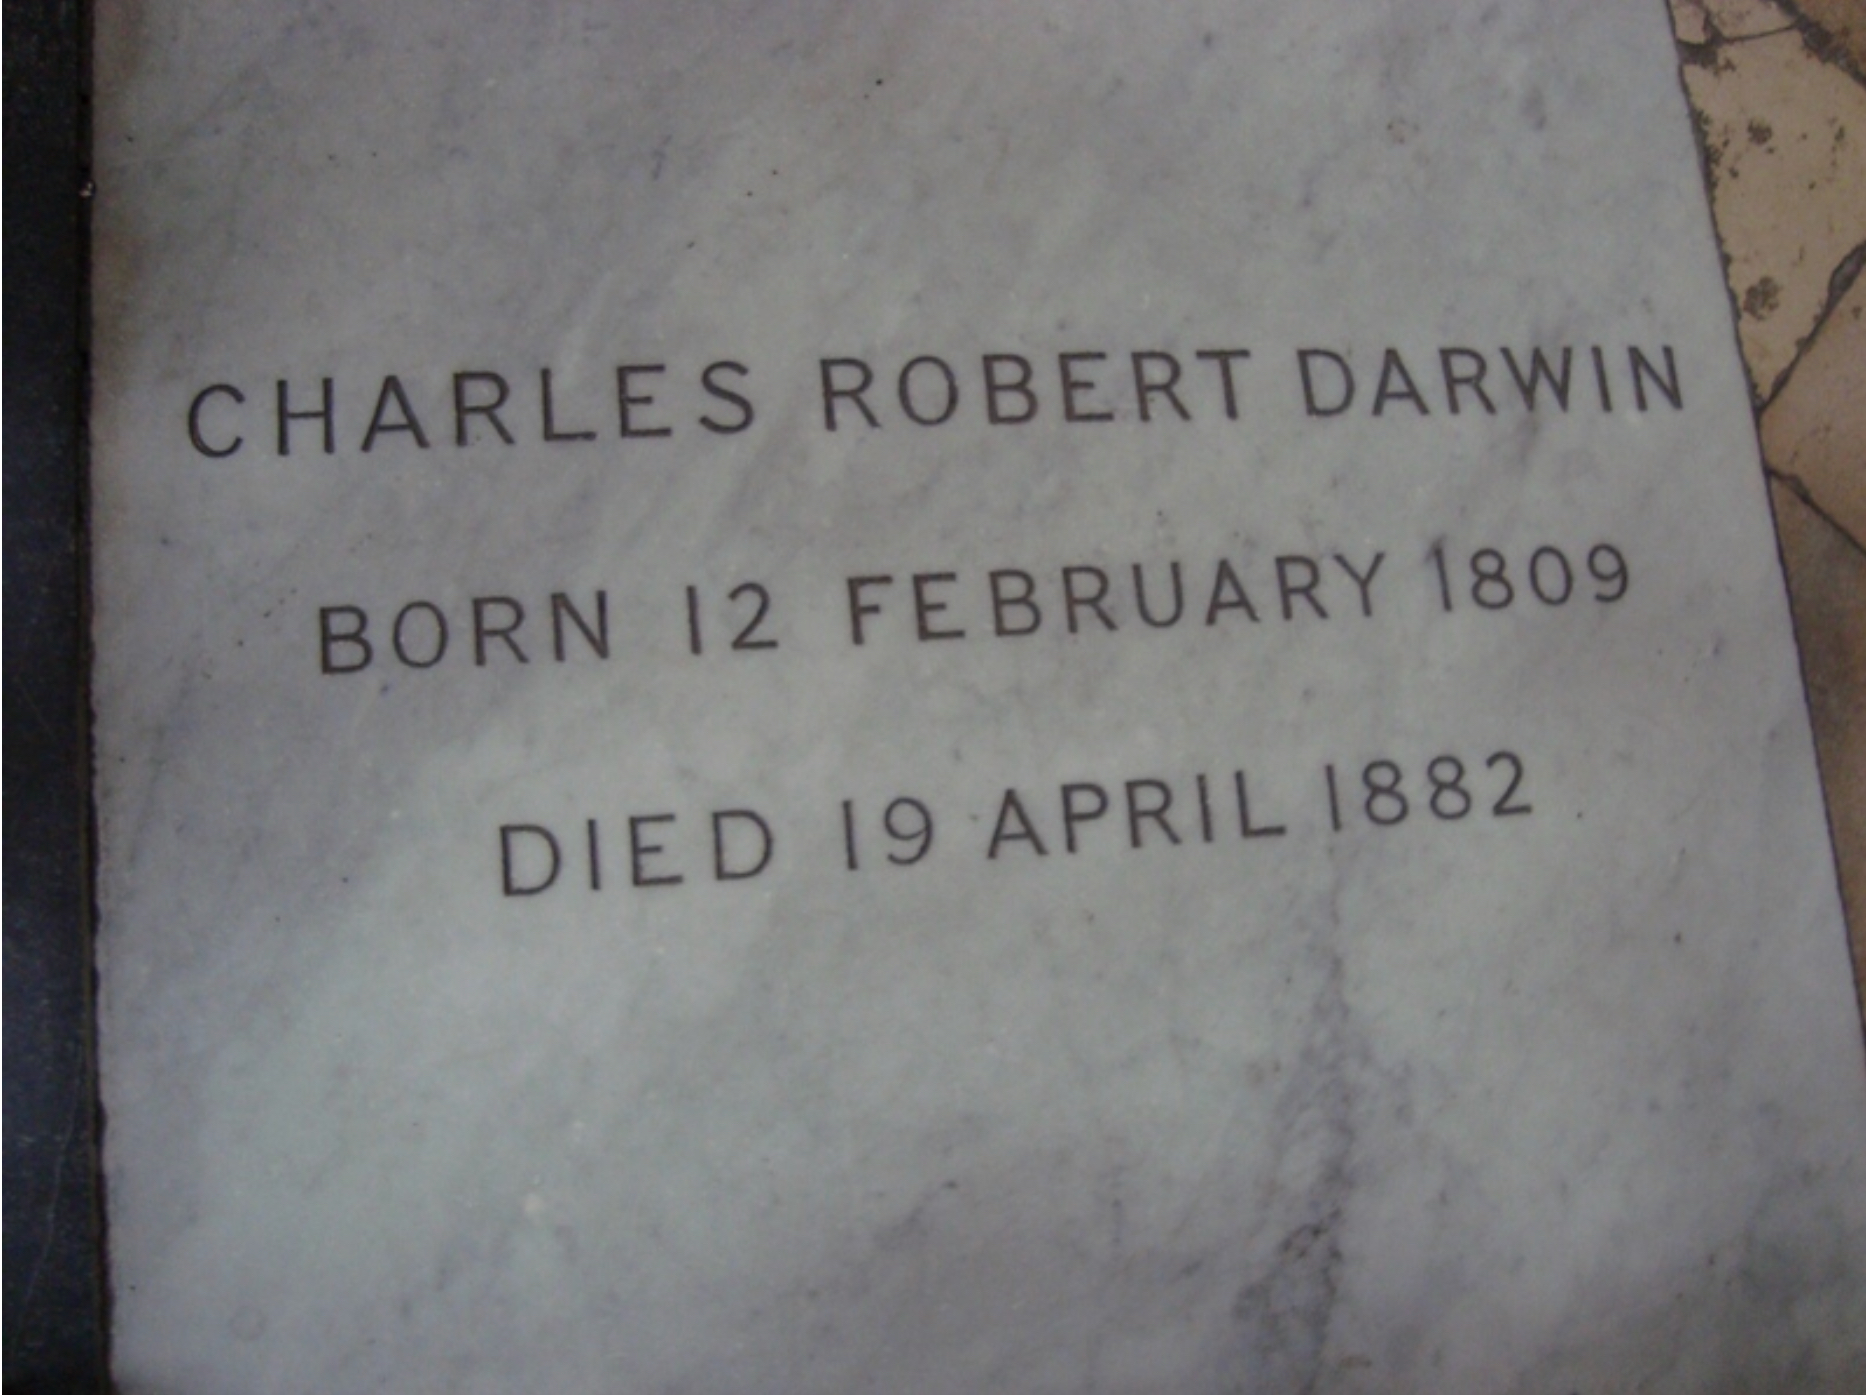 CHARLES ROBERT DARWIN
BORN 12 FEBRUARY 1809
DIED 19 APRIL 1882